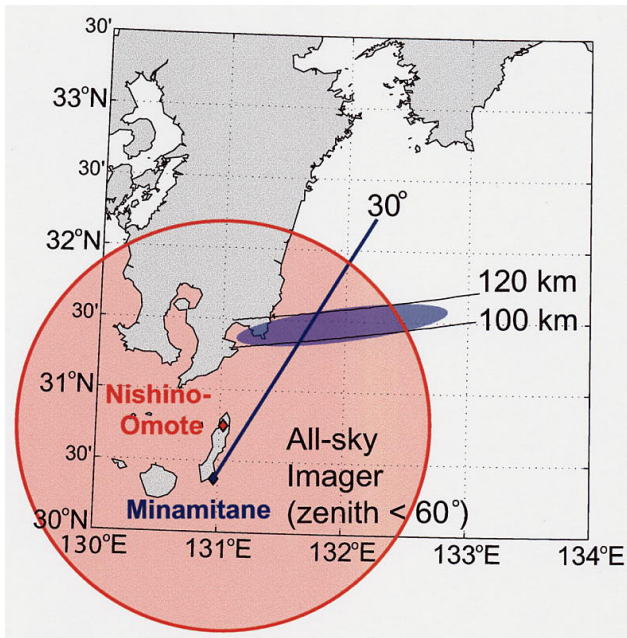 30'
33°N
30'
30°
32°N
120 km
30'
100 km
31°N
Nishino-
Omote
All-sky
30'
Imager
Minamitane
(zenith < 60°)
30°N
130°E
131°E
132°E
133°E
134°E